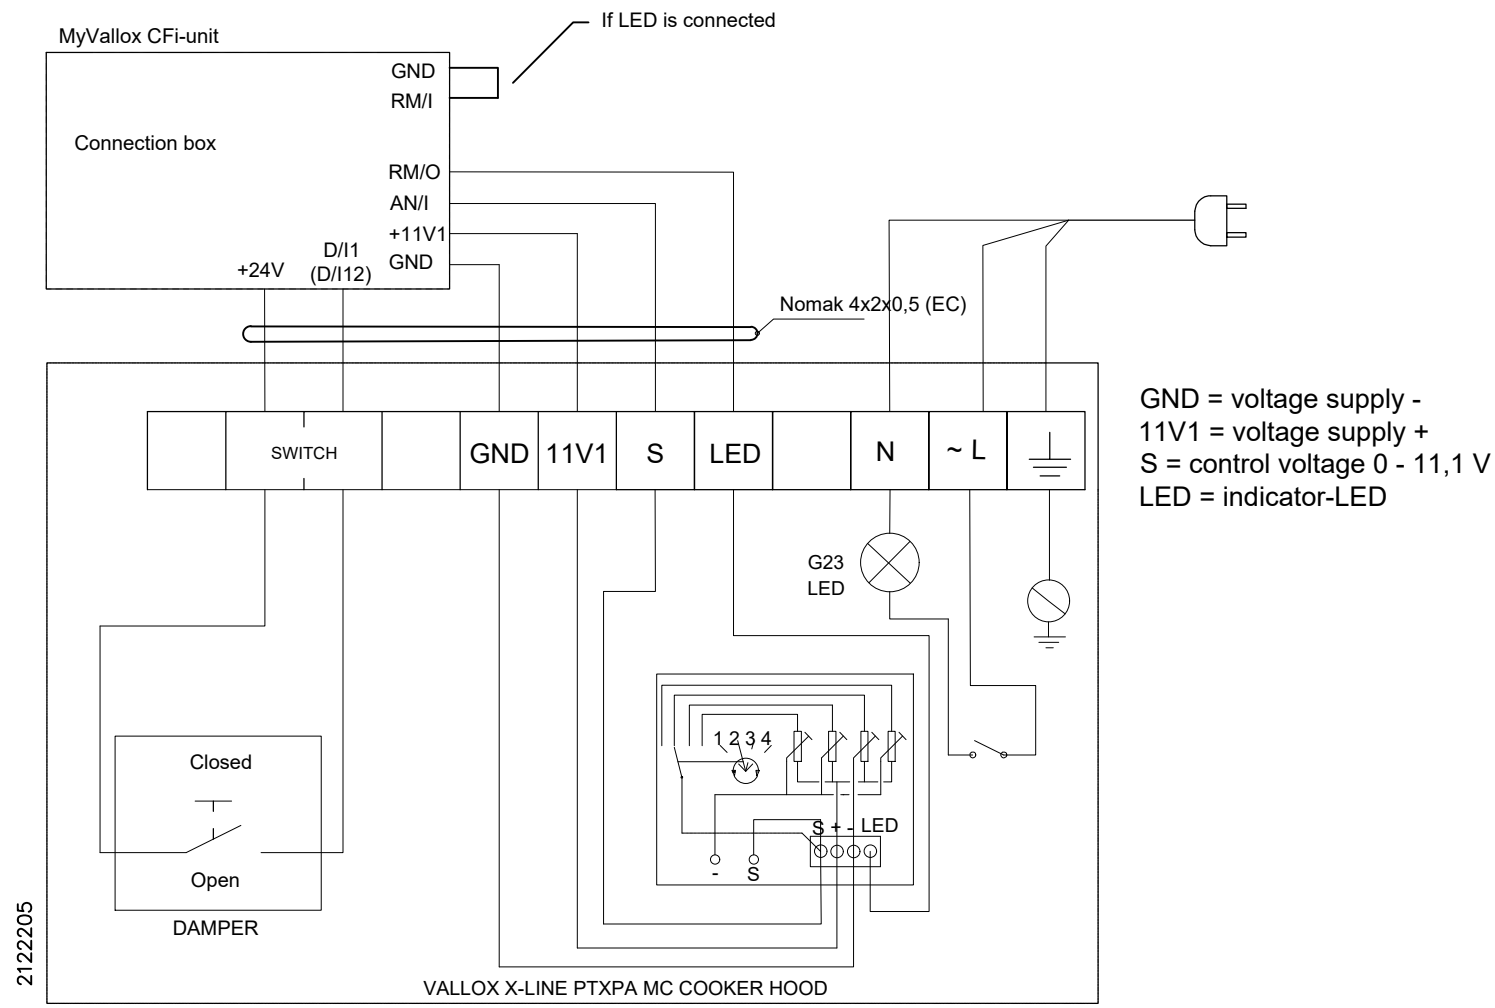 If LED is connected
MyVallox CFi-unit
GND
RM/I
Connection box
RM/O
AN/I
+11V1
D/I1
GND
+24V
(D/I12)
Nomak 4x2x0,5 (EC)
GND = voltage supply -
11V1 = voltage supply +
S = control voltage 0 - 11,1 V
LED = indicator-LED
SWITCH
GND
11V1
S
LED
N
~ L
G23
LED
1 2 3 4
Closed
S + - LED
- S
Open
DAMPER
VALLOX X-LINE PTXPA MC COOKER HOOD
2122205